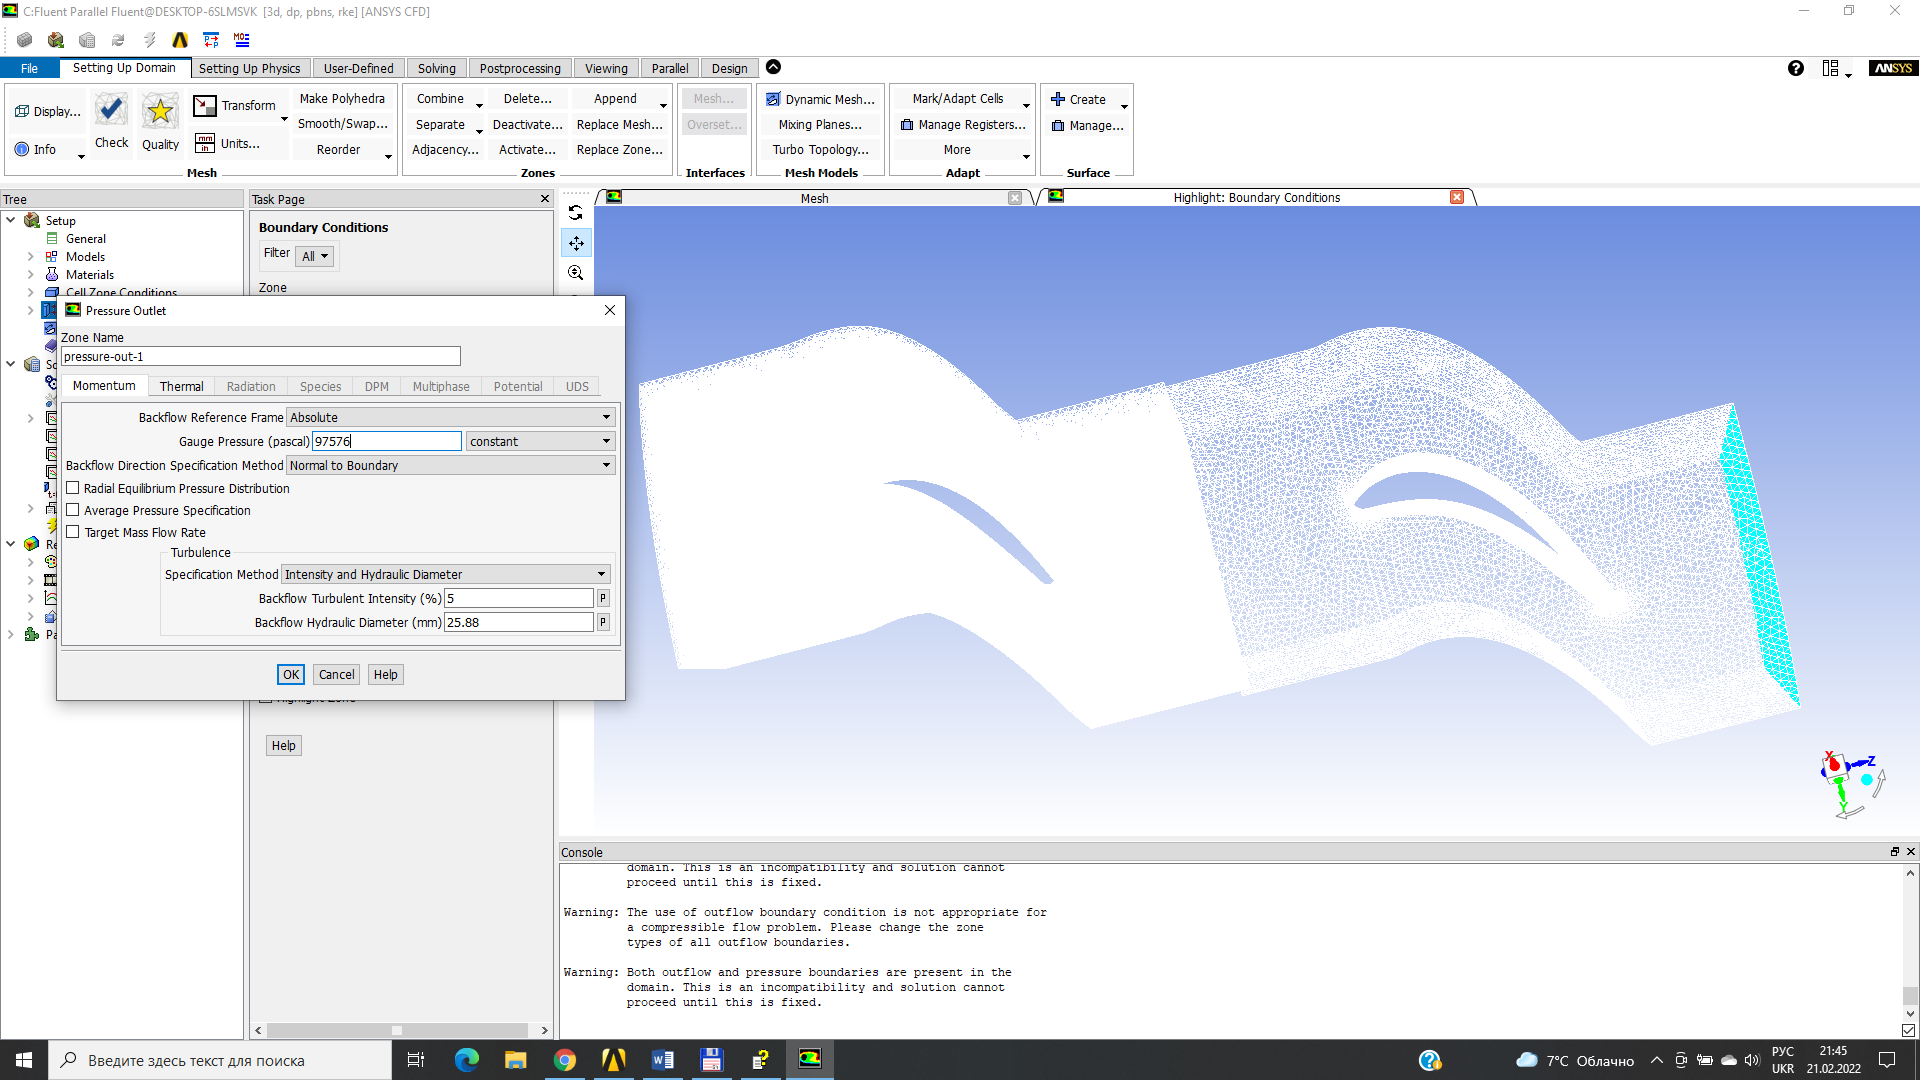 C:Fluent Parallel Fluent@DESKTOP-6SLMSVK [3d, dp, pbns, rke] [ANSYS CFD]
File Setting Up Domain Setting Up Physics User-Defined Solving Postprocessing Viewing Parallel Design
ANSYS
Display... Check Quality Transform Make Polyhedra
Smooth/Swap...
Info Units... Reorder
Mesh
Combine Delete... Append
Separate Deactivate... Replace Mesh...
Adjacency... Activate... Replace Zone...
Zones
Mesh...
Overset...
Interfaces
Dynamic Mesh...
Mixing Planes...
Turbo Topology...
Mesh Models
Mark/Adapt Cells
Manage Registers...
More
Adapt
Create
Manage...
Surface
Tree
Setup
General
Models
Materials
Cell Zone Conditions
Task Page
Boundary Conditions
Filter All
Zone
Help
Mesh
Highlight: Boundary Conditions
Pressure Outlet
Zone Name
pressure-out-1
Momentum Thermal Radiation Species DPM Multiphase Potential UDS
Backflow Reference Frame Absolute
Gauge Pressure (pascal) 97576 constant
Backflow Direction Specification Method Normal to Boundary
Radial Equilibrium Pressure Distribution
Average Pressure Specification
Target Mass Flow Rate
Turbulence
Specification Method Intensity and Hydraulic Diameter
Backflow Turbulent Intensity (%) 5 P
Backflow Hydraulic Diameter (mm) 25.88 P
OK Cancel Help
X
Z
Y
Console
domain. This is an incompatibility and solution cannot
proceed until this is fixed.
Warning: The use of outflow boundary condition is not appropriate for
a compressible flow problem. Please change the zone
types of all outflow boundaries.
Warning: Both outflow and pressure boundaries are present in the
domain. This is an incompatibility and solution cannot
proceed until this is fixed.
Введите здесь текст для поиска
7°C Облачно
РУС
UKR
21:45
21.02.2022